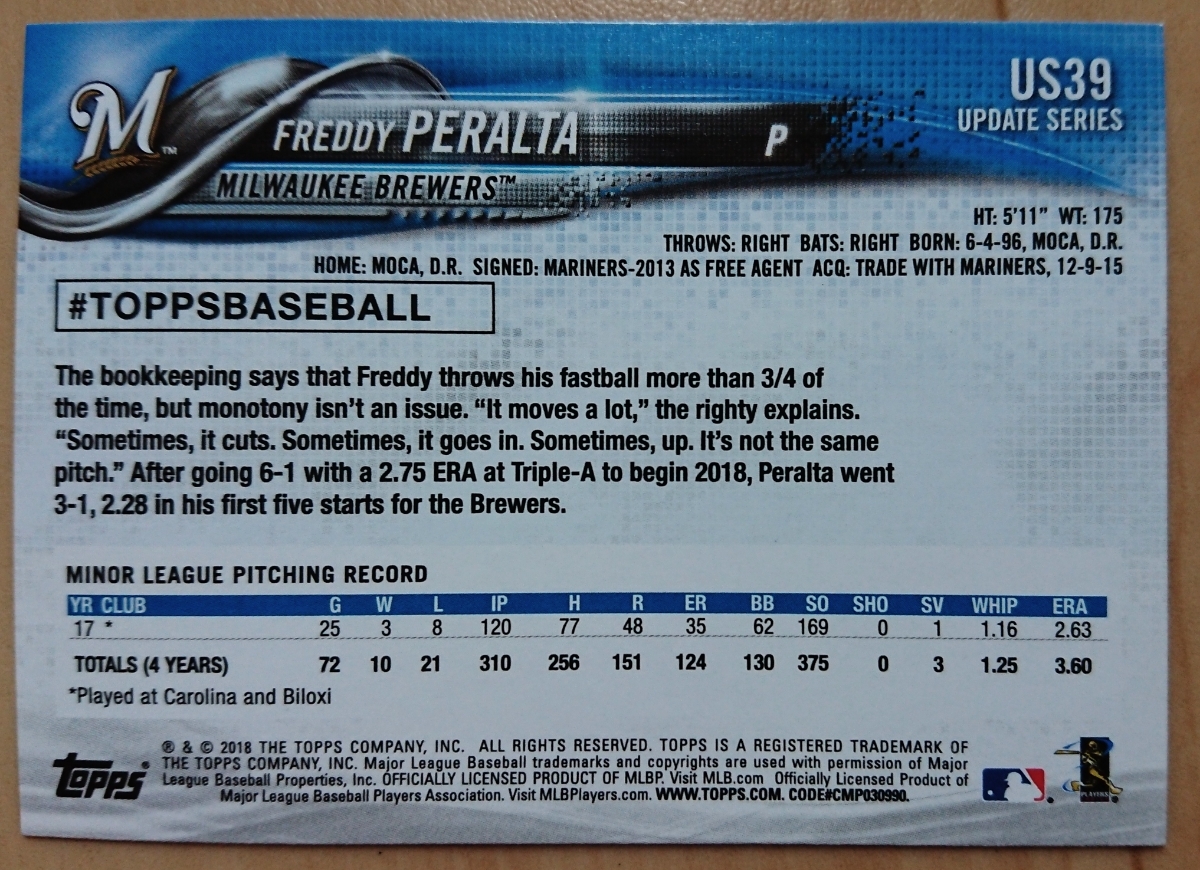 M™
FREDDY PERALTA P
MILWAUKEE BREWERS™
US39
UPDATE SERIES
HT: 5'11" WT: 175
THROWS: RIGHT BATS: RIGHT BORN: 6-4-96, MOCA, D.R.
HOME: MOCA, D.R. SIGNED: MARINERS-2013 AS FREE AGENT ACQ: TRADE WITH MARINERS, 12-9-15
#TOPPSBASEBALL
The bookkeeping says that Freddy throws his fastball more than 3/4 of
the time, but monotony isn't an issue. “It moves a lot,” the righty explains.
“Sometimes, it cuts. Sometimes, it goes in. Sometimes, up. It's not the same
pitch.” After going 6-1 with a 2.75 ERA at Triple-A to begin 2018, Peralta went
3-1, 2.28 in his first five starts for the Brewers.
MINOR LEAGUE PITCHING RECORD
YR CLUB G W L IP H R ER BB SO SHO SV WHIP ERA
17 * 25 3 8 120 77 48 35 62 169 0 1 1.16 2.63
TOTALS (4 YEARS) 72 10 21 310 256 151 124 130 375 0 3 1.25 3.60
*Played at Carolina and Biloxi
topps®
® & © 2018 THE TOPPS COMPANY, INC. ALL RIGHTS RESERVED. TOPPS IS A REGISTERED TRADEMARK OF
THE TOPPS COMPANY, INC. Major League Baseball trademarks and copyrights are used with permission of Major
League Baseball Properties, Inc. OFFICIALLY LICENSED PRODUCT OF MLBP. Visit MLB.com Officially Licensed Product of
Major League Baseball Players Association. Visit MLBPlayers.com. WWW.TOPPS.COM. CODE#CMP030990.
PLAYERS